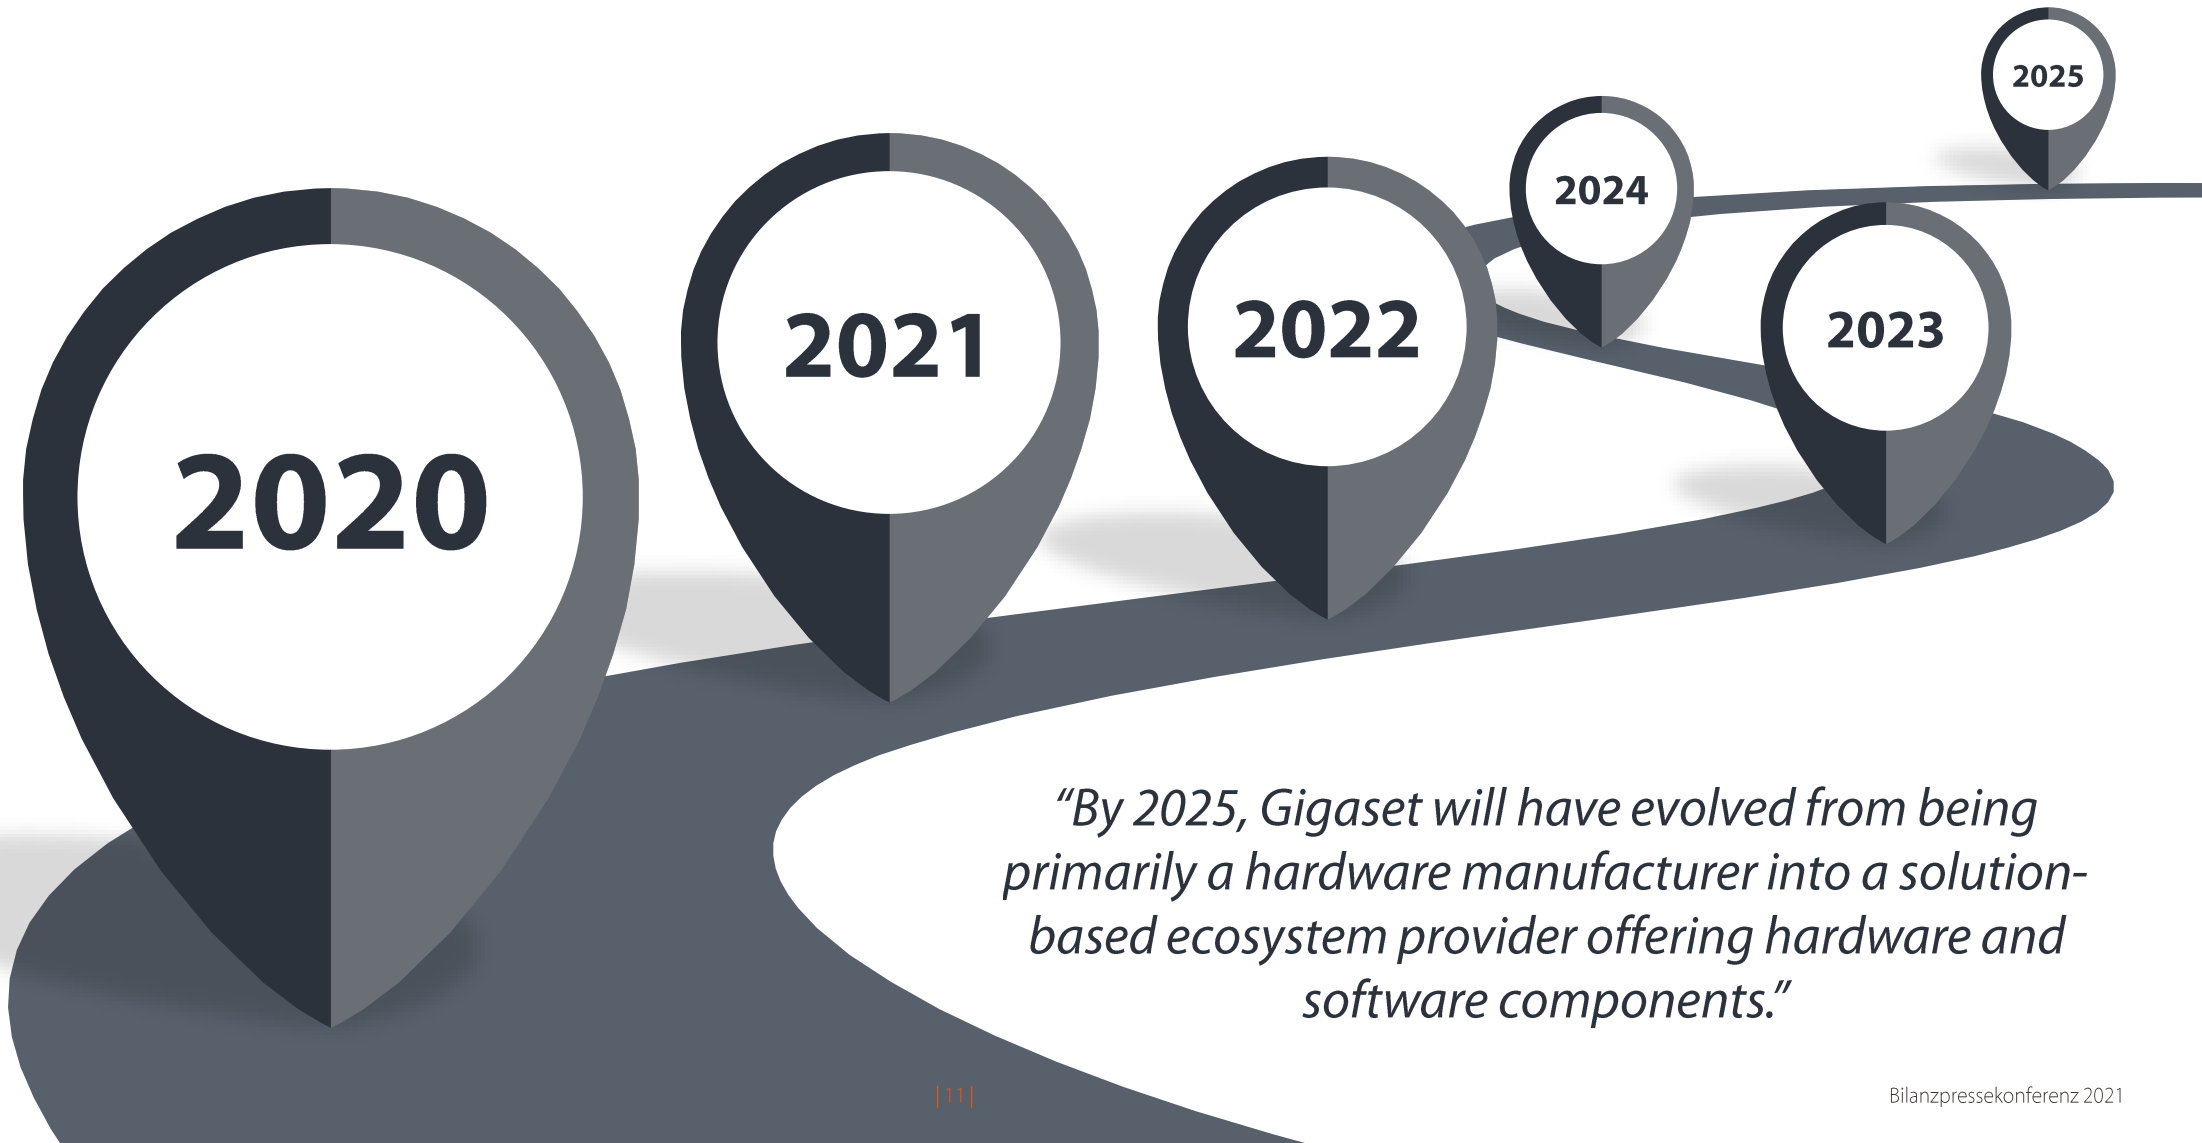 2020
2021
2022
2023
2024
2025
“By 2025, Gigaset will have evolved from being
primarily a hardware manufacturer into a solution-
based ecosystem provider offering hardware and
software components.”
| 11 |
Bilanzpressekonferenz 2021